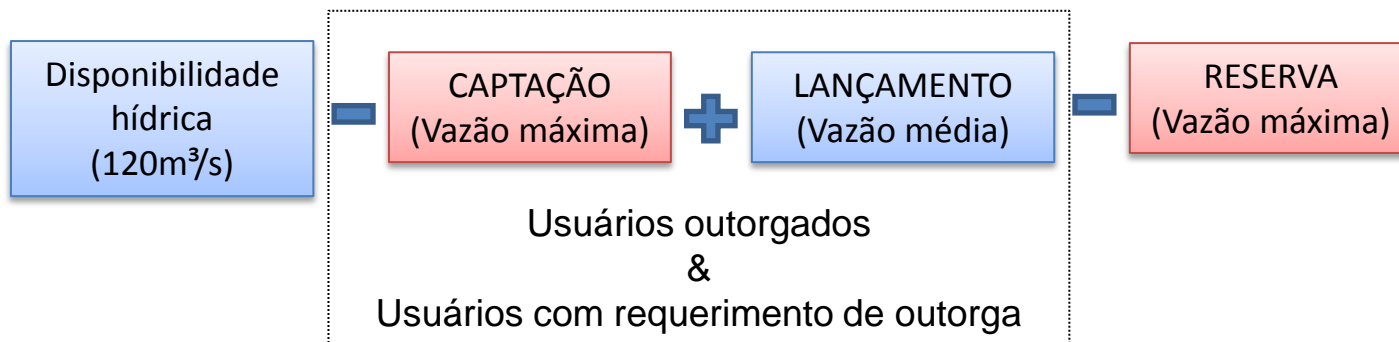 Disponibilidade
hídrica
(120m³/s)
CAPTAÇÃO
(Vazão máxima)
LANÇAMENTO
(Vazão média)
RESERVA
(Vazão máxima)
Usuários outorgados
&
Usuários com requerimento de outorga